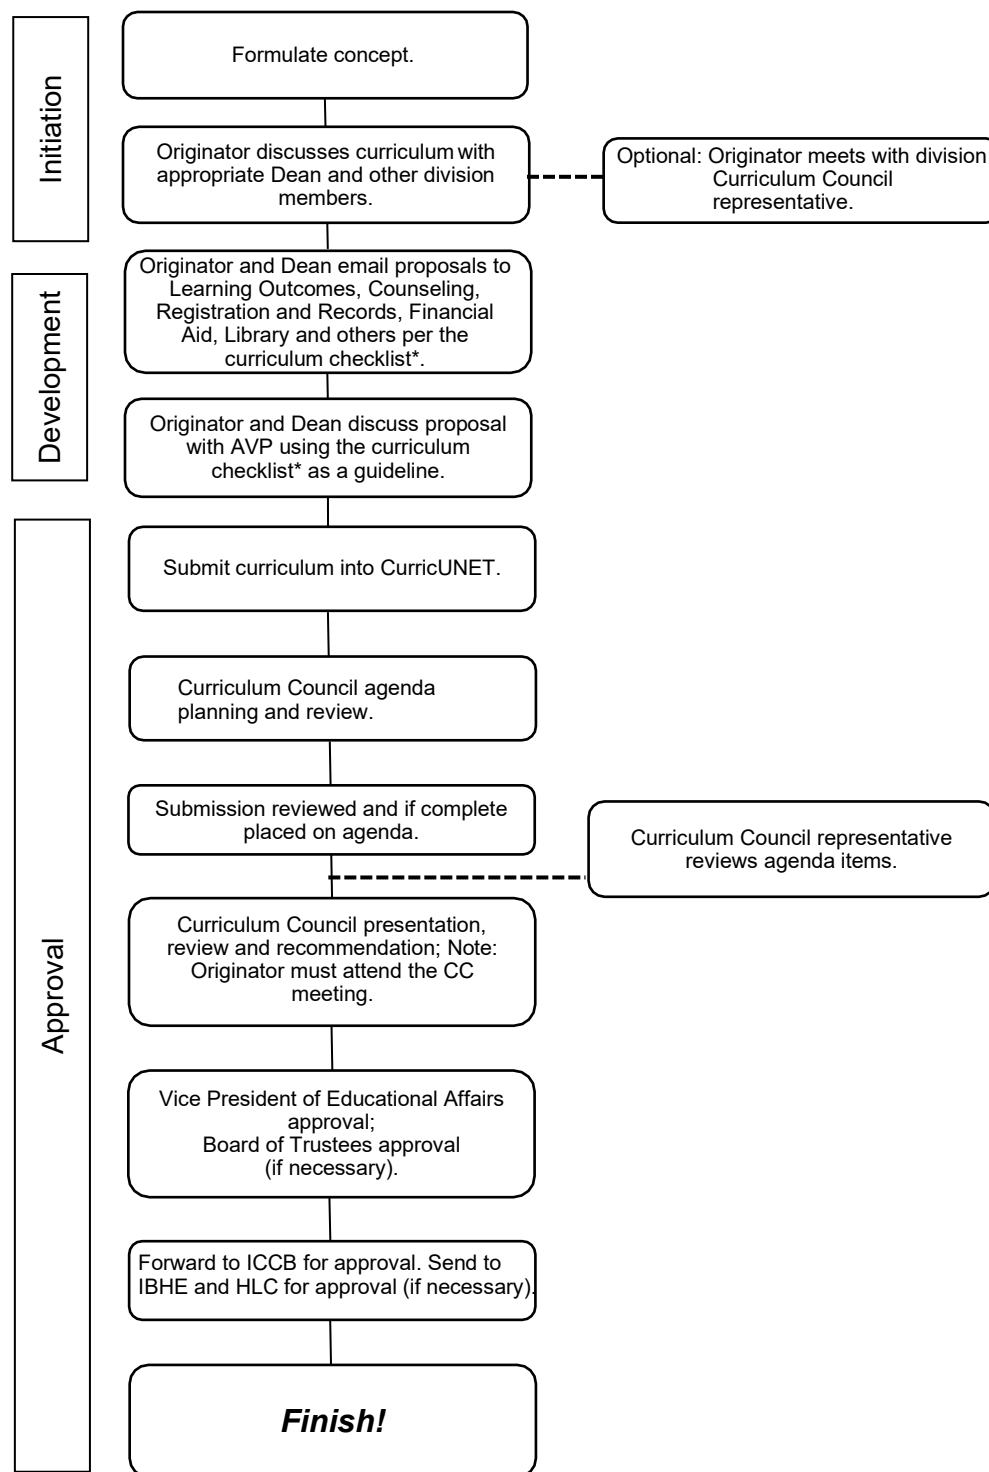 Initiation
Formulate concept.
Originator discusses curriculum with
appropriate Dean and other division
members.
Optional: Originator meets with division
Curriculum Council
representative.
Development
Originator and Dean email proposals to
Learning Outcomes, Counseling,
Registration and Records, Financial
Aid, Library and others per the
curriculum checklist*.
Originator and Dean discuss proposal
with AVP using the curriculum
checklist* as a guideline.
Approval
Submit curriculum into CurricUNET.
Curriculum Council agenda
planning and review.
Submission reviewed and if complete
placed on agenda.
Curriculum Council representative
reviews agenda items.
Curriculum Council presentation,
review and recommendation; Note:
Originator must attend the CC
meeting.
Vice President of Educational Affairs
approval;
Board of Trustees approval
(if necessary).
Forward to ICCB for approval. Send to
IBHE and HLC for approval (if necessary).
Finish!